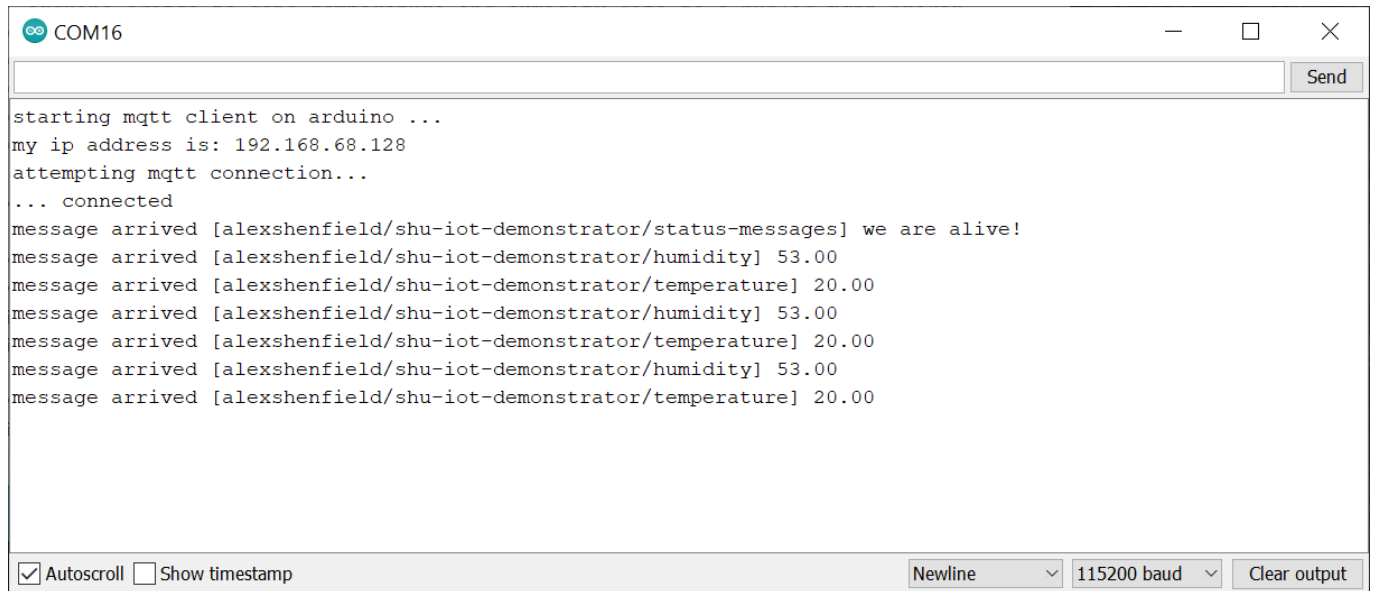 COM16
Send
starting mqtt client on arduino ...
my ip address is: 192.168.68.128
attempting mqtt connection...
... connected
message arrived [alexshenfield/shu-iot-demonstrator/status-messages] we are alive!
message arrived [alexshenfield/shu-iot-demonstrator/humidity] 53.00
message arrived [alexshenfield/shu-iot-demonstrator/temperature] 20.00
message arrived [alexshenfield/shu-iot-demonstrator/humidity] 53.00
message arrived [alexshenfield/shu-iot-demonstrator/temperature] 20.00
message arrived [alexshenfield/shu-iot-demonstrator/humidity] 53.00
message arrived [alexshenfield/shu-iot-demonstrator/temperature] 20.00
Autoscroll Show timestamp Newline 115200 baud Clear output